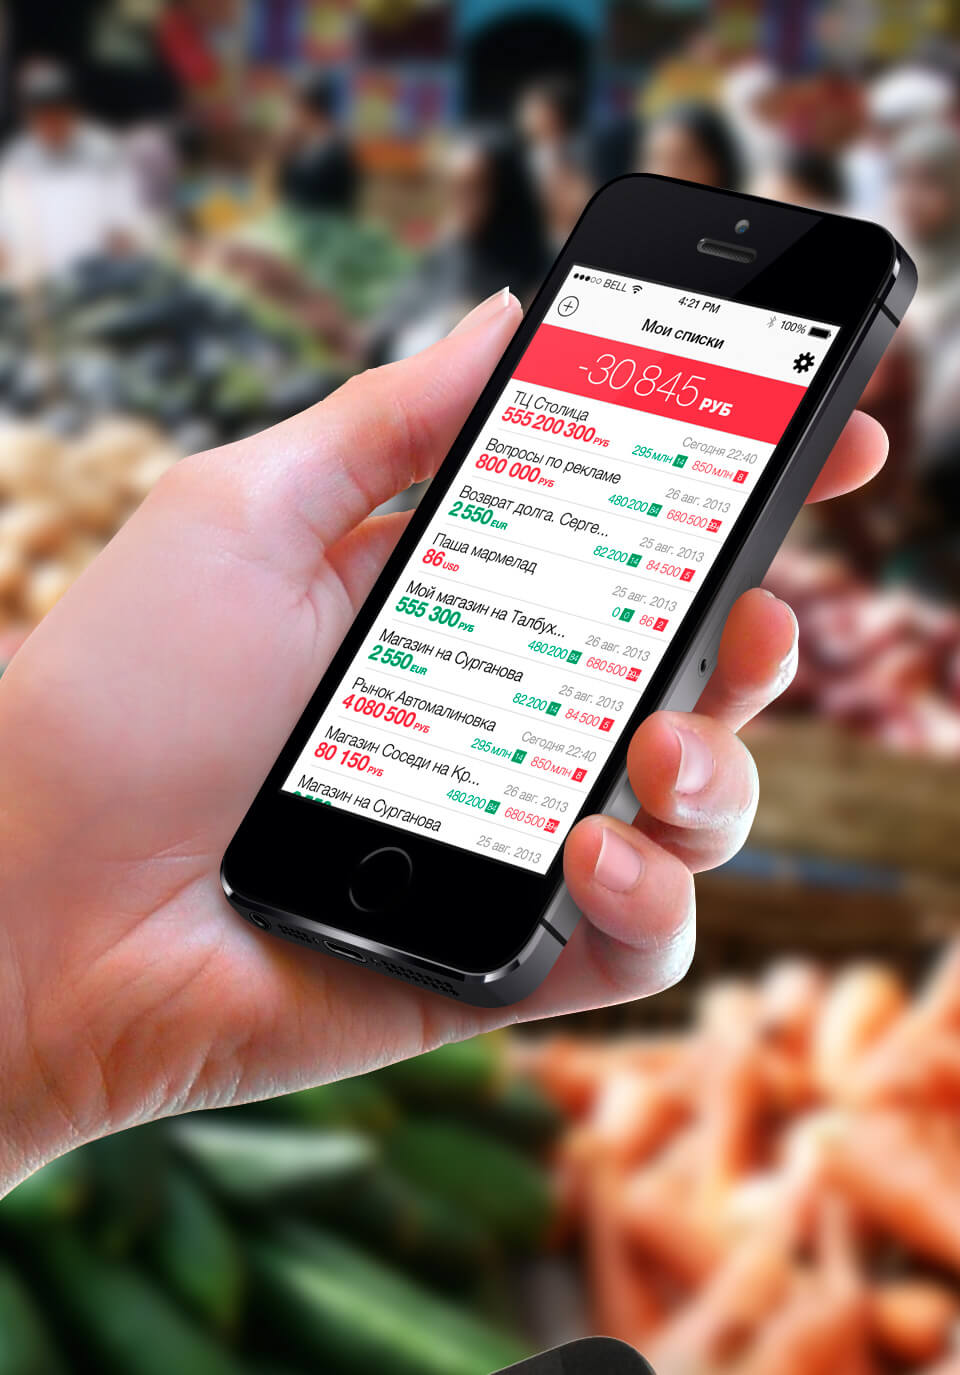 BELL 4:21 PM 100%
Мои списки
-30 845 РУБ
ТЦ Столица
Сегодня 22:40
555 200 300 РУБ 295 млн 14 850 млн 8
Вопросы по рекламе
26 авг. 2013
800 000 РУБ 480 200 84 680 500
Возврат долга. Серге...
25 авг. 2013
2 550 EUR 82 200 14 84 500 5
Паша мармелад
25 авг. 2013
86 USD 0 0 86 2
Мой магазин на Талбух...
26 авг. 2013
555 300 РУБ 480 200 84 680 500
Магазин на Сурганова
25 авг. 2013
2 550 EUR 82 200 14 84 500 5
Рынок Автомалиновка
Сегодня 22:40
4 080 500 РУБ 295 млн 14 850 млн 8
Магазин Соседи на Кр...
26 авг. 2013
80 150 РУБ 480 200 84 680 500
Магазин на Сурганова
25 авг. 2013